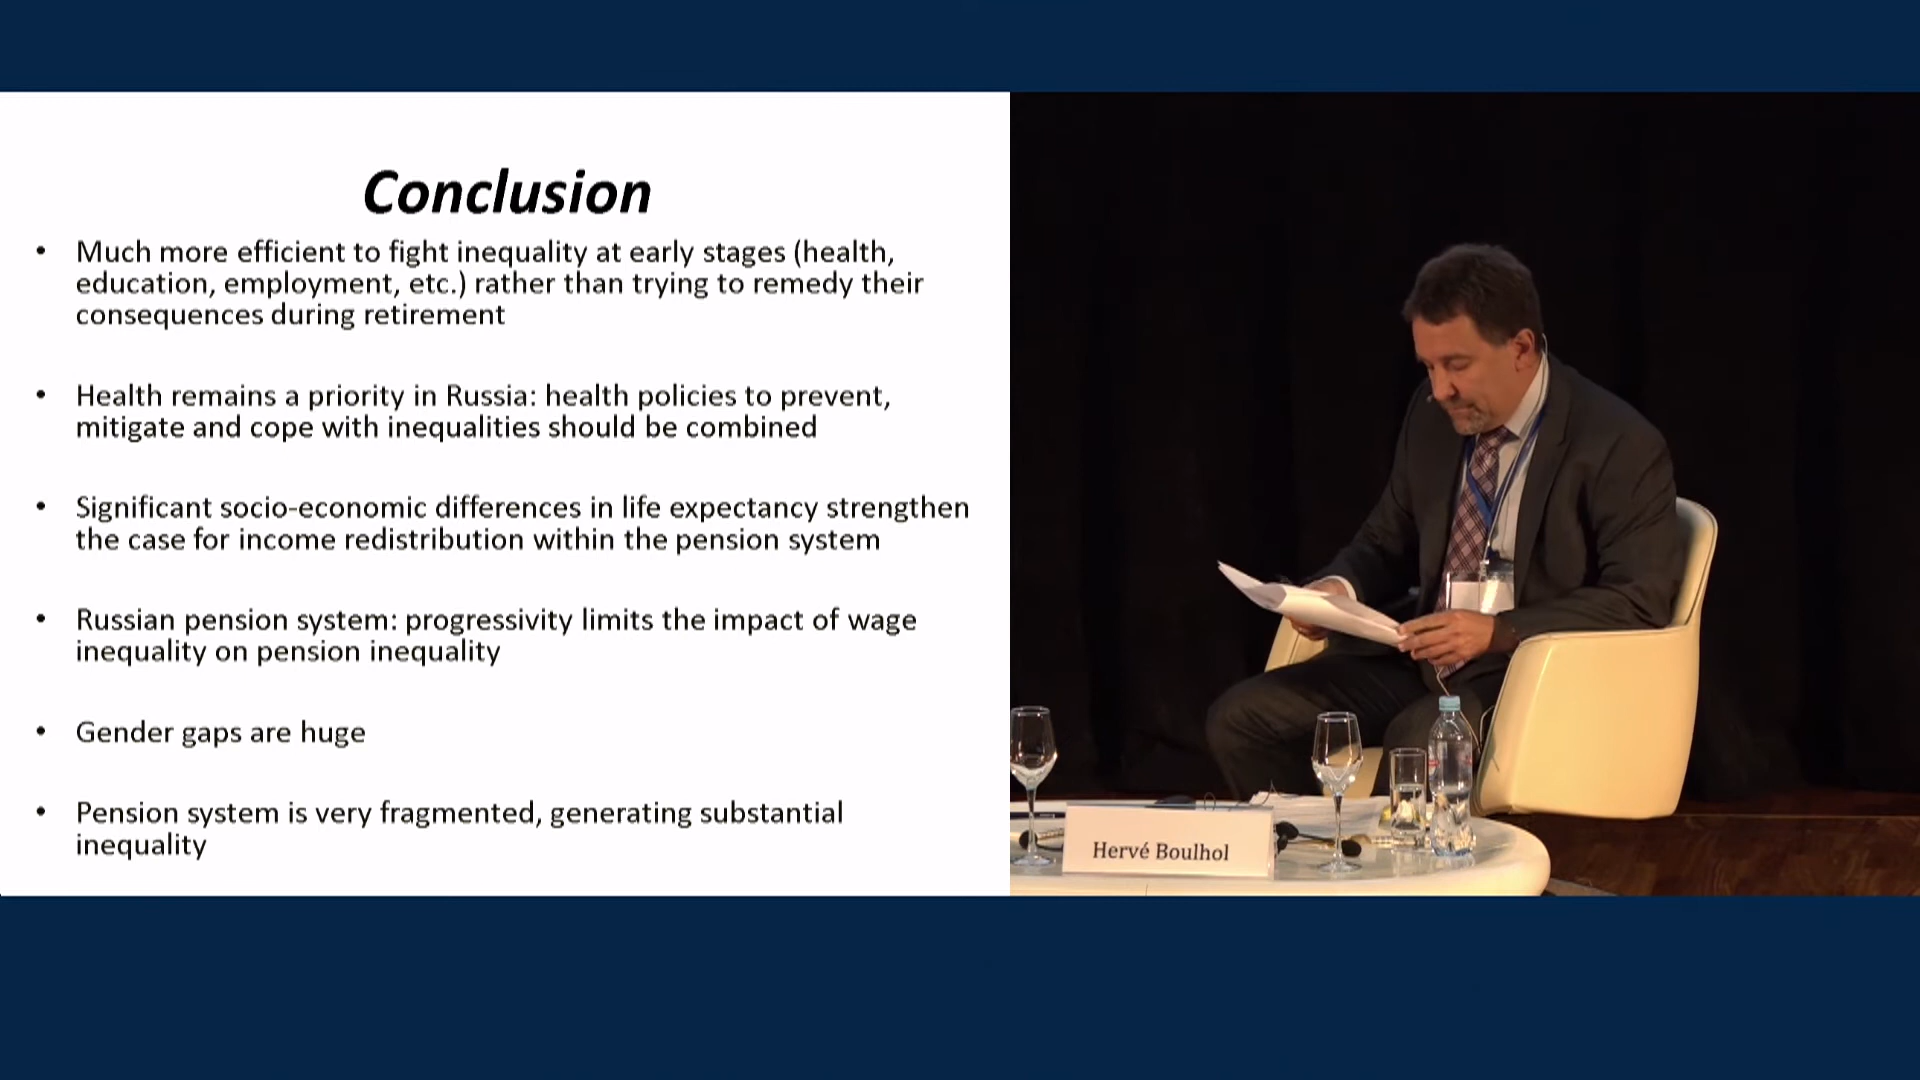 Conclusion
• Much more efficient to fight inequality at early stages (health,
education, employment, etc.) rather than trying to remedy their
consequences during retirement
• Health remains a priority in Russia: health policies to prevent,
mitigate and cope with inequalities should be combined
• Significant socio-economic differences in life expectancy strengthen
the case for income redistribution within the pension system
• Russian pension system: progressivity limits the impact of wage
inequality on pension inequality
• Gender gaps are huge
• Pension system is very fragmented, generating substantial
inequality
Hervé Boulhol